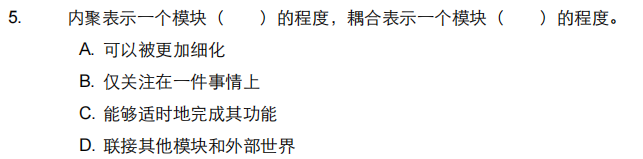 5. 内聚表示一个模块（ ）的程度，耦合表示一个模块（ ）的程度。
A. 可以被更加细化
B. 仅关注在一件事情上
C. 能够适时地完成其功能
D. 联接其他模块和外部世界